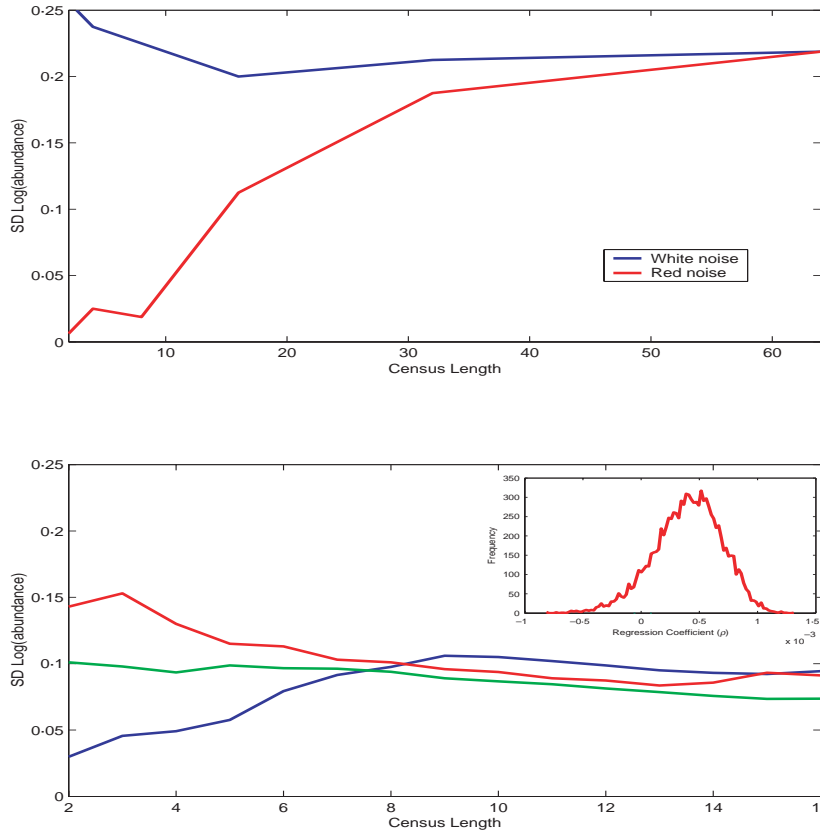 0·25
0·2
0·15
0·1
0·05
0
SD Log(abundance)
White noise
Red noise
10 20 30 40 50 60
Census Length
0·25
0·2
0·15
0·1
0·05
0
SD Log(abundance)
350
300
250
200
150
100
50
0
Frequency
−1 −0·5 0 0·5 1 1·5
x 10⁻³
Regression Coefficient (ρ)
2 4 6 8 10 12 14 1
Census Length